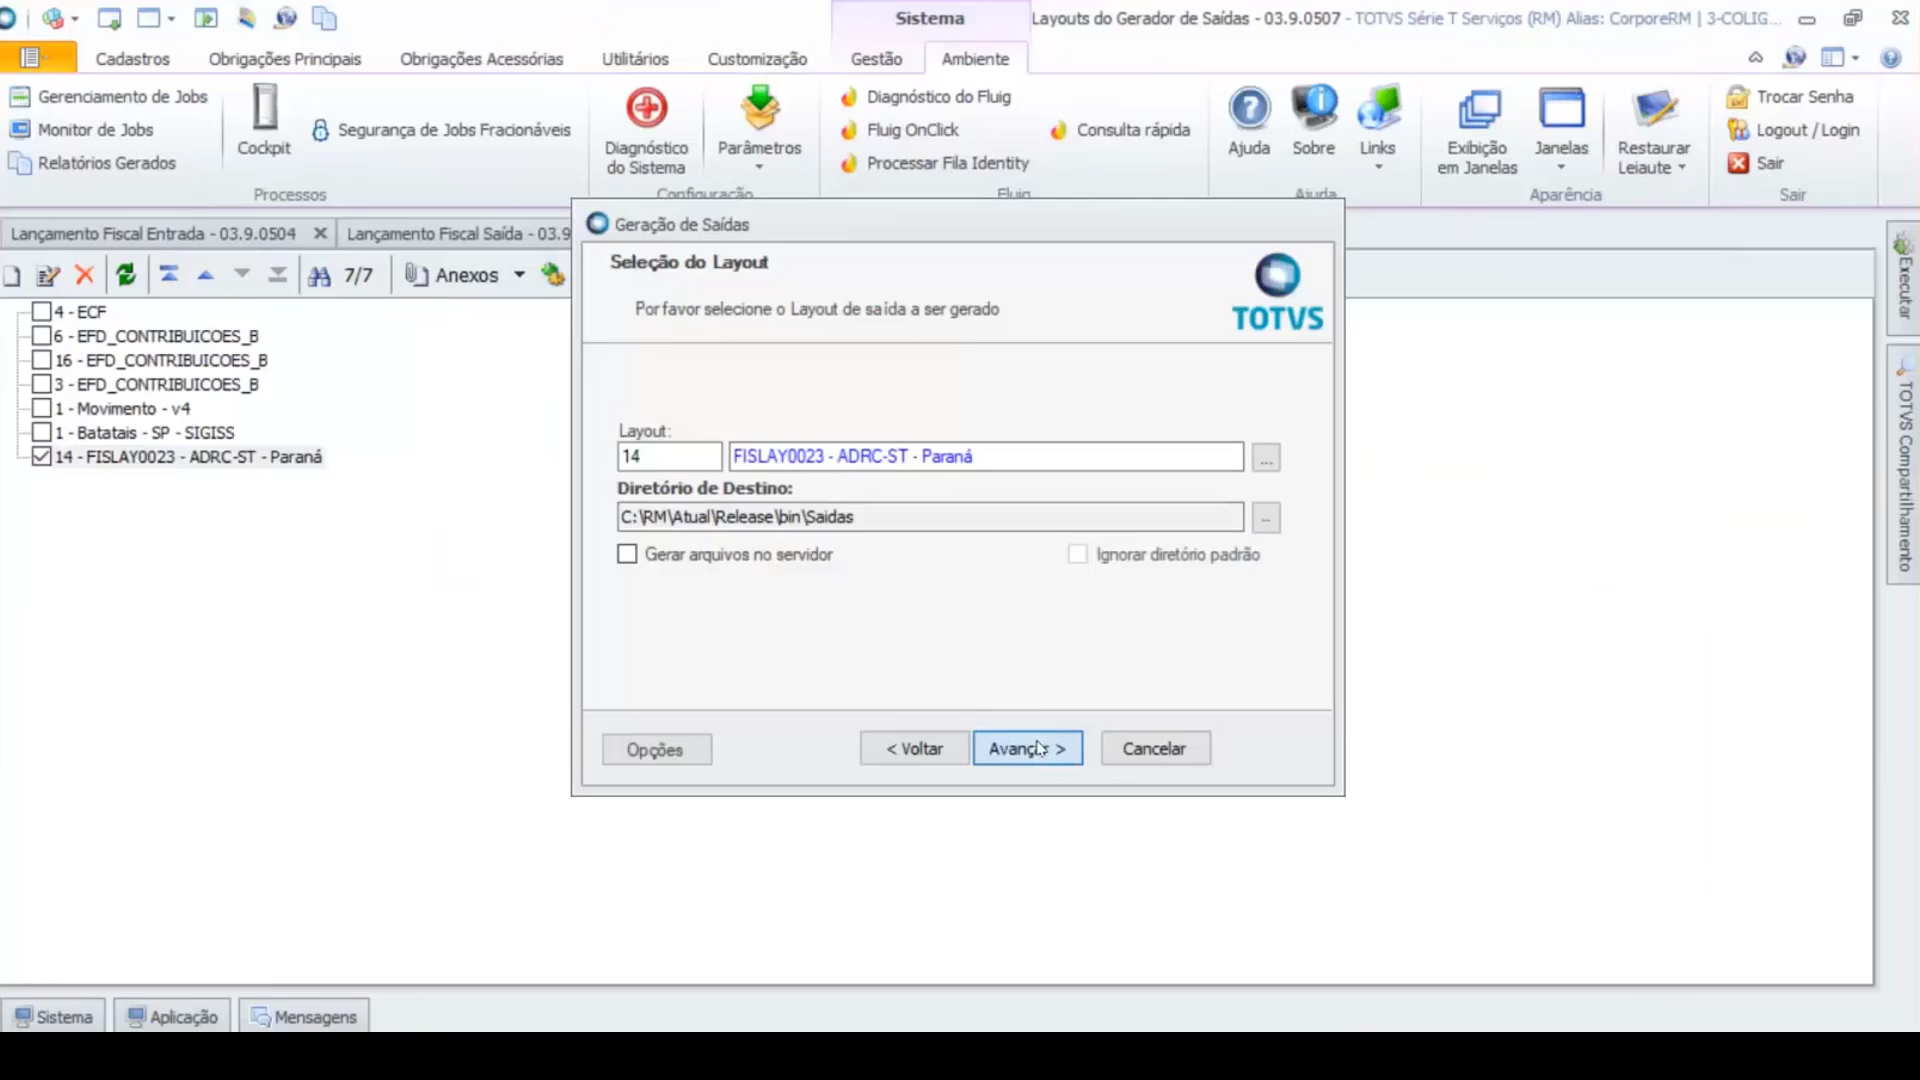 Sistema
Layouts do Gerador de Saídas - 03.9.0507 - TOTVS Série T Serviços (RM) Alias: CorporeRM | 3-COLIG...
Cadastros
Obrigações Principais
Obrigações Acessórias
Utilitários
Customização
Gestão
Ambiente
Gerenciamento de Jobs
Monitor de Jobs
Relatórios Gerados
Cockpit
Segurança de Jobs Fracionáveis
Processos
Diagnóstico
do Sistema
Parâmetros
Configuração
Diagnóstico do Fluig
Fluig OnClick
Processar Fila Identity
Consulta rápida
Fluig
Ajuda
Sobre
Links
Ajuda
Exibição
em Janelas
Janelas
Restaurar
Leiaute
Aparência
Trocar Senha
Logout / Login
Sair
Sair
Lançamento Fiscal Entrada - 03.9.0504
Lançamento Fiscal Saída - 03.9
7/7
Anexos
4 - ECF
6 - EFD_CONTRIBUICOES_B
16 - EFD_CONTRIBUICOES_B
3 - EFD_CONTRIBUICOES_B
1 - Movimento - v4
1 - Batatais - SP - SIGISS
14 - FISLAY0023 - ADRC-ST - Paraná
Geração de Saídas
Seleção do Layout
Por favor selecione o Layout de saída a ser gerado
TOTVS
Layout:
14
FISLAY0023 - ADRC-ST - Paraná
...
Diretório de Destino:
C:\RM\Atual\Release\bin\Saidas
...
Gerar arquivos no servidor
Ignorar diretório padrão
Opções
< Voltar
Avançar >
Cancelar
Executar
TOTVS Compartilhamento
Sistema
Aplicação
Mensagens